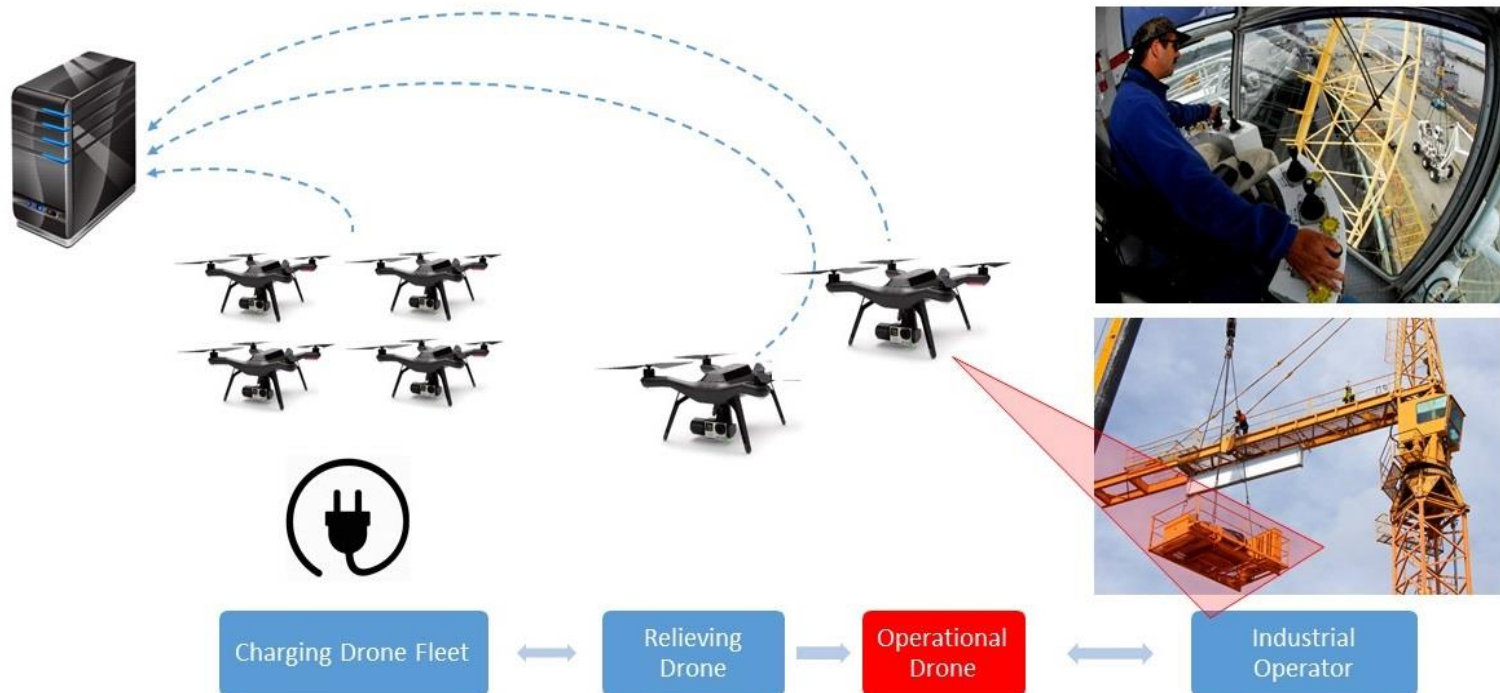 Charging Drone Fleet
Relieving
Drone
Operational
Drone
Industrial
Operator